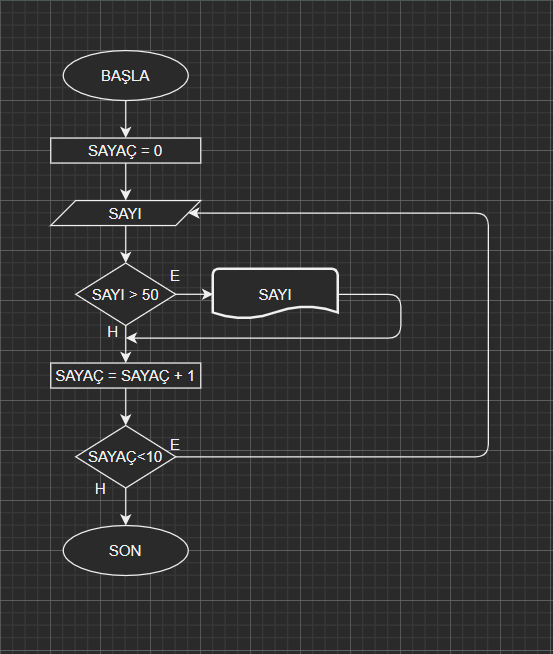 BAŞLA
SAYAÇ = 0
SAYI
SAYI > 50
E
SAYI
H
SAYAÇ = SAYAÇ + 1
SAYAÇ<10
E
H
SON